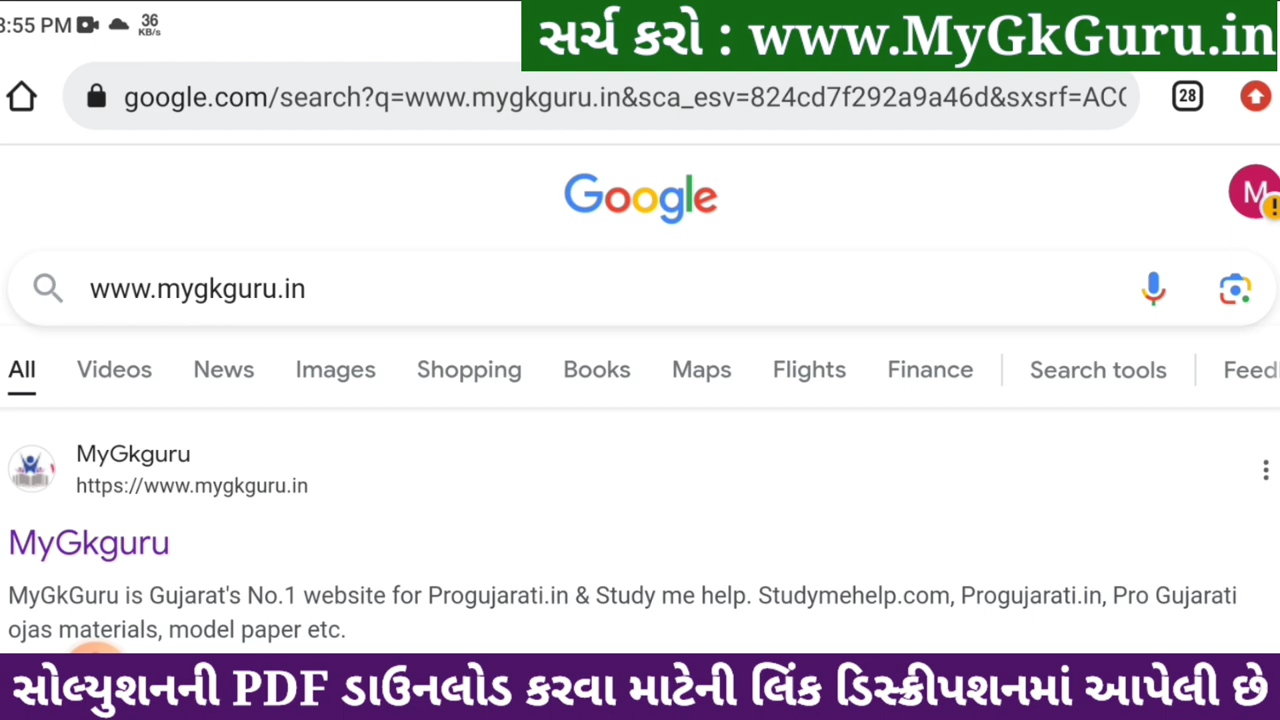 3:55 PM 36 KB/s
સર્ચ કરો : www.MyGkGuru.in
google.com/search?q=www.mygkguru.in&sca_esv=824cd7f292a9a46d&sxsrf=AC
28
Google
M
www.mygkguru.in
All Videos News Images Shopping Books Maps Flights Finance Search tools Feed
MyGkguru
https://www.mygkguru.in
MyGkguru
MyGkGuru is Gujarat's No.1 website for Progujarati.in & Study me help. Studymehelp.com, Progujarati.in, Pro Gujarati
ojas materials, model paper etc.
સોલ્યુશનની PDF ડાઉનલોડ કરવા માટેની લિંક ડિસ્ક્રીપશનમાં આપેલી છે